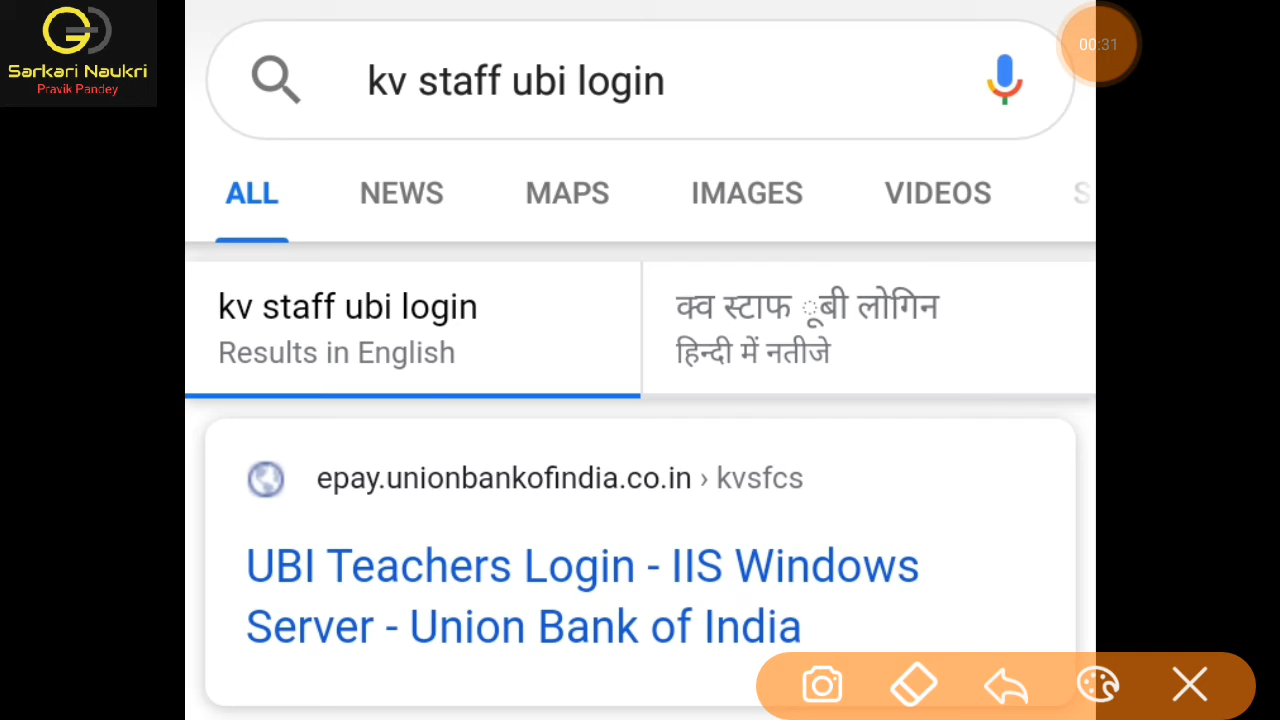 Sarkari Naukri
Pravik Pandey
00:31
kv staff ubi login
ALL NEWS MAPS IMAGES VIDEOS S
kv staff ubi login
Results in English
क्व स्टाफ ूबी लोगिन
हिन्दी में नतीजे
epay.unionbankofindia.co.in › kvsfcs
UBI Teachers Login - IIS Windows
Server - Union Bank of India